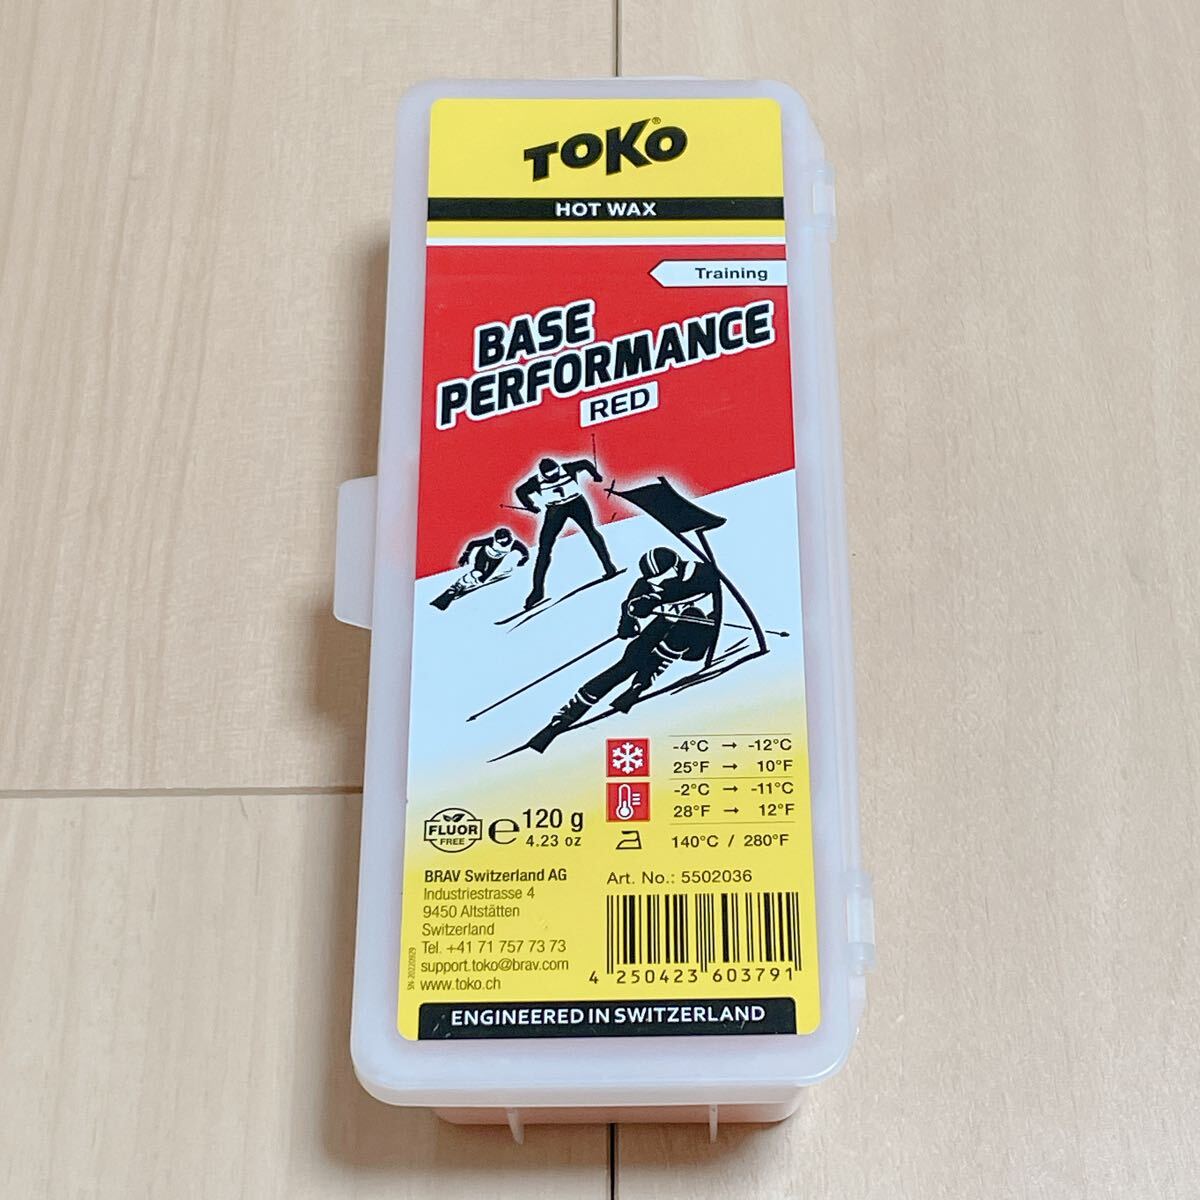 TOKO®
HOT WAX
Training
BASE
PERFORMANCE
RED
-4°C → -12°C
25°F → 10°F
-2°C → -11°C
28°F → 12°F
140°C / 280°F
FLUOR
FREE
℮ 120 g
4.23 oz
BRAV Switzerland AG
Industriestrasse 4
9450 Altstätten
Switzerland
Tel. +41 71 757 73 73
support.toko@brav.com
www.toko.ch
SN-20220929
Art. No.: 5502036
4 250423 603791
ENGINEERED IN SWITZERLAND